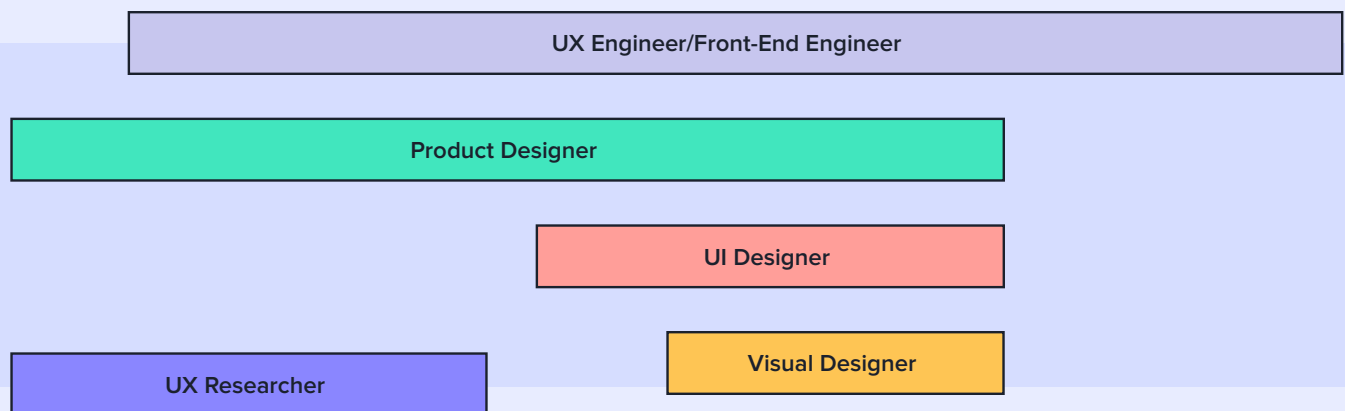 UX Engineer/Front-End Engineer
Product Designer
UI Designer
Visual Designer
UX Researcher